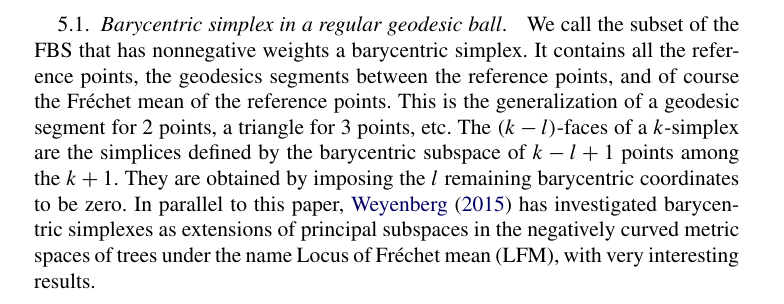 5.1. Barycentric simplex in a regular geodesic ball. We call the subset of the
FBS that has nonnegative weights a barycentric simplex. It contains all the refer-
ence points, the geodesics segments between the reference points, and of course
the Fréchet mean of the reference points. This is the generalization of a geodesic
segment for 2 points, a triangle for 3 points, etc. The (k − l)-faces of a k-simplex
are the simplices defined by the barycentric subspace of k − l + 1 points among
the k + 1. They are obtained by imposing the l remaining barycentric coordinates
to be zero. In parallel to this paper, Weyenberg (2015) has investigated barycen-
tric simplexes as extensions of principal subspaces in the negatively curved metric
spaces of trees under the name Locus of Fréchet mean (LFM), with very interesting
results.